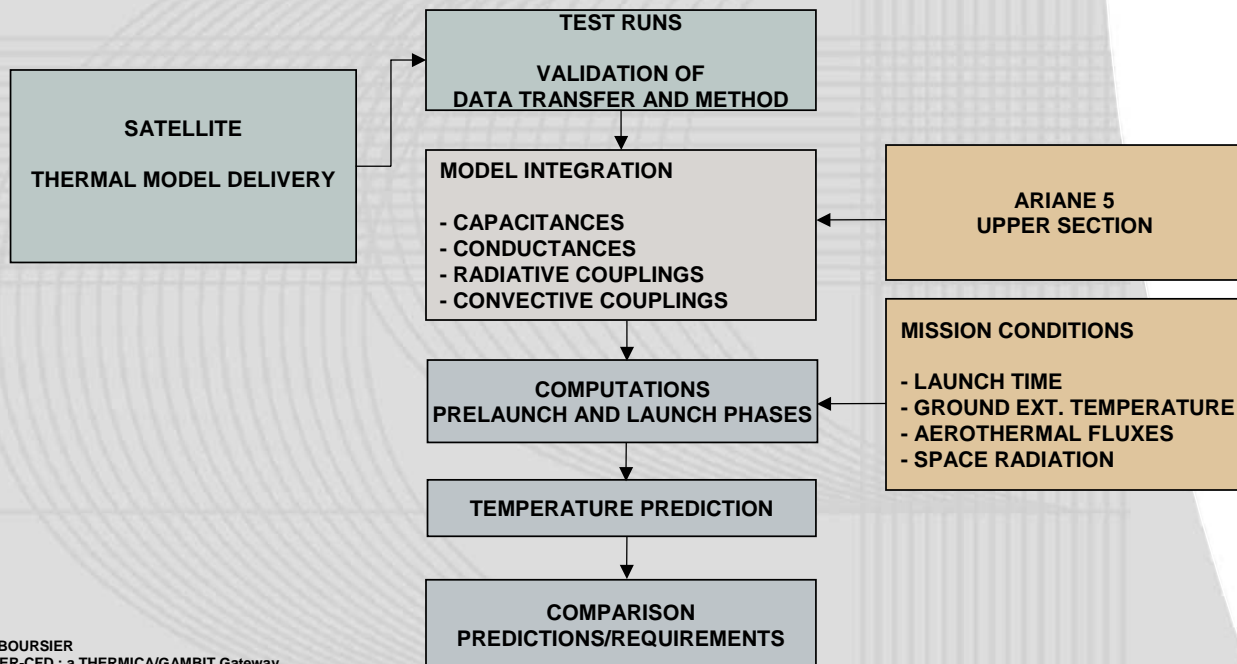 TEST RUNS
VALIDATION OF
DATA TRANSFER AND METHOD
SATELLITE
THERMAL MODEL DELIVERY
MODEL INTEGRATION
- CAPACITANCES
- CONDUCTANCES
- RADIATIVE COUPLINGS
- CONVECTIVE COUPLINGS
ARIANE 5
UPPER SECTION
MISSION CONDITIONS
- LAUNCH TIME
- GROUND EXT. TEMPERATURE
- AEROTHERMAL FLUXES
- SPACE RADIATION
COMPUTATIONS
PRELAUNCH AND LAUNCH PHASES
TEMPERATURE PREDICTION
COMPARISON
PREDICTIONS/REQUIREMENTS
BOURSIER
ER-CFD : a THERMICA/GAMBIT Gateway